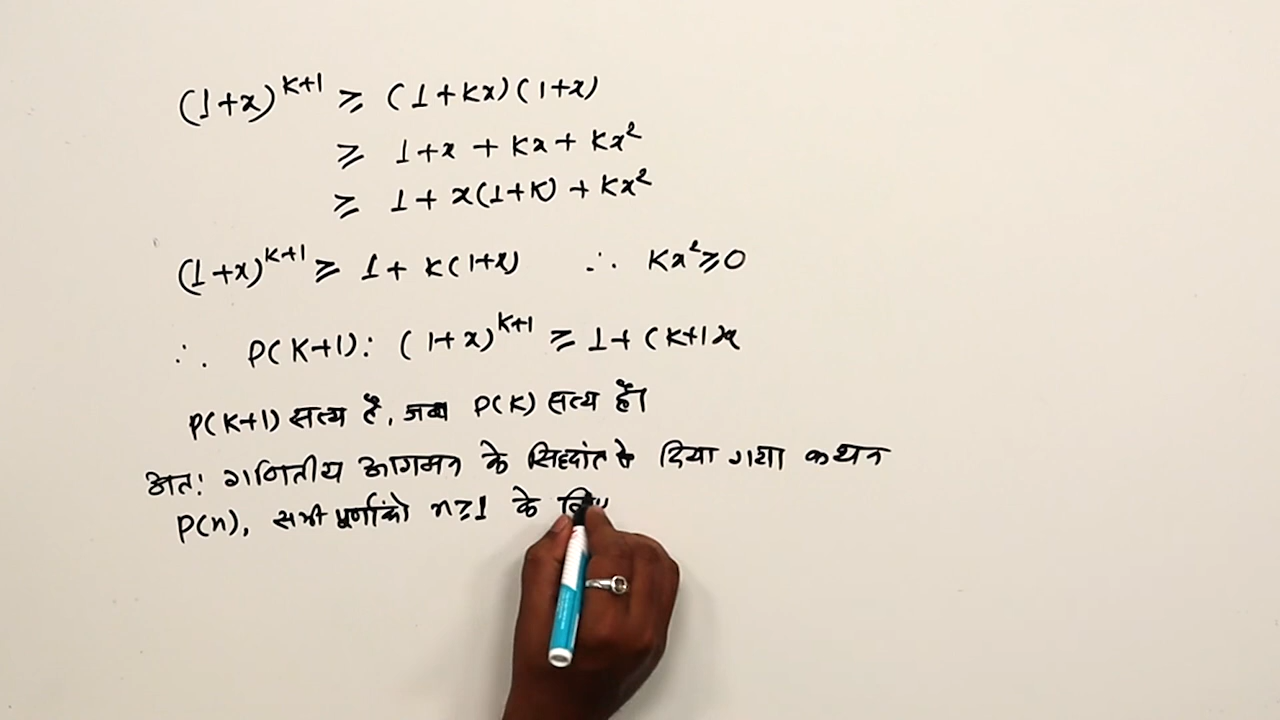 (1+x)^{k+1} ≥ (1+kx)(1+x)
≥ 1+x + kx + kx²
≥ 1 + x(1+k) + kx²
(1+x)^{k+1} ≥ 1 + k(1+x) ∴ kx² ≥ 0
∴ P(k+1): (1+x)^{k+1} ≥ 1 + (k+1)x
P(k+1) सत्य है, जब P(k) सत्य है।
अतः गणितीय आगमन के सिद्धांत से दिया गया कथन
P(n), सभी पूर्णांको n≥1 के लिए